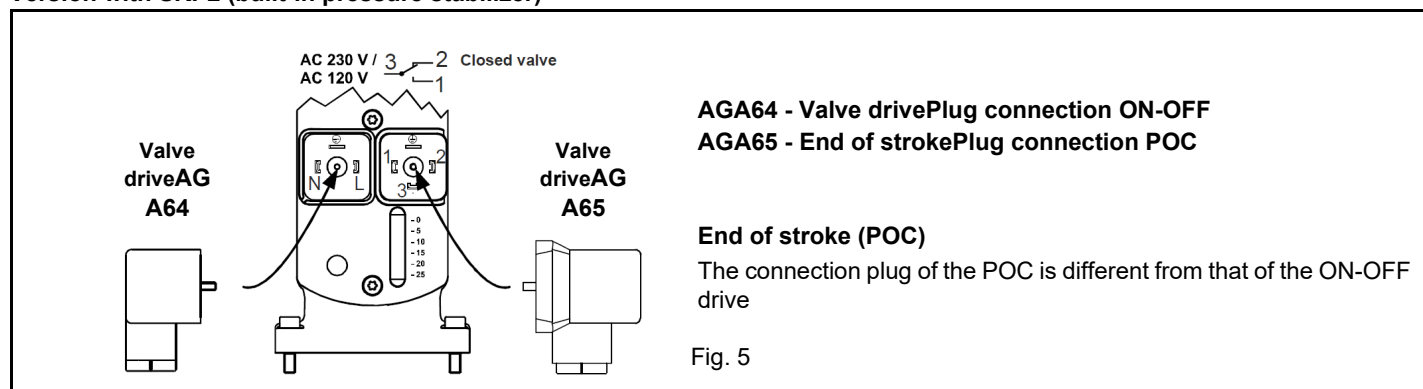 Version with (built-in pressure stabilizer)
AC 230 V / 3 2 Closed valve
AC 120 V 1
Valve
driveAG
A64
N L
1 2
3
- 0
- 5
- 10
- 15
- 20
- 25
Valve
driveAG
A65
AGA64 - Valve drivePlug connection ON-OFF
AGA65 - End of strokePlug connection POC
End of stroke (POC)
The connection plug of the POC is different from that of the ON-OFF
drive
Fig. 5